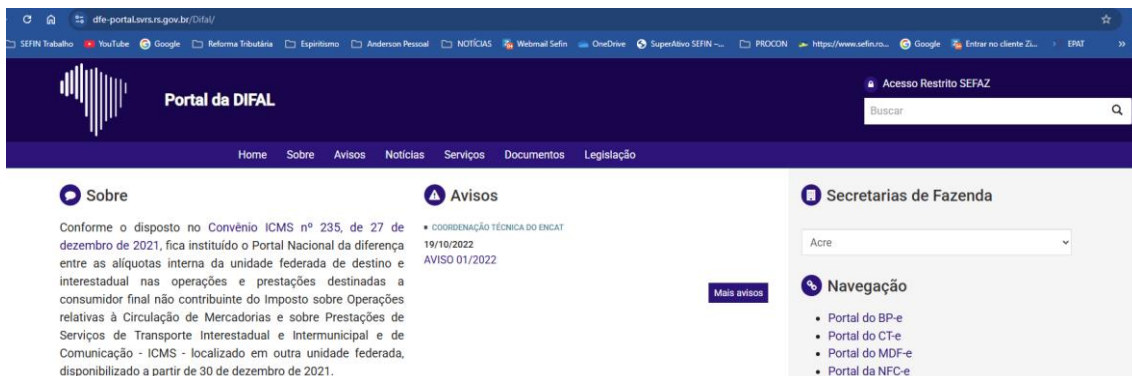 dfe-portal.svrs.rs.gov.br/Difal/
SEFIN Trabalho YouTube Google Reforma Tributária Espiritismo Anderson Pessoal NOTÍCIAS Webmail Sefin OneDrive SuperAtivo SEFIN –... PROCON https://www.sefin.ro... Google Entrar no cliente Zi... EPAT »
Acesso Restrito SEFAZ
Portal da DIFAL
Buscar
Home Sobre Avisos Notícias Serviços Documentos Legislação
Sobre
Conforme o disposto no Convênio ICMS nº 235, de 27 de
dezembro de 2021, fica instituído o Portal Nacional da diferença
entre as alíquotas interna da unidade federada de destino e
interestadual nas operações e prestações destinadas a
consumidor final não contribuinte do Imposto sobre Operações
relativas à Circulação de Mercadorias e sobre Prestações de
Serviços de Transporte Interestadual e Intermunicipal e de
Comunicação - ICMS - localizado em outra unidade federada,
disponibilizado a partir de 30 de dezembro de 2021.
Avisos
COORDENAÇÃO TÉCNICA DO ENCAT
19/10/2022
AVISO 01/2022
Mais avisos
Secretarias de Fazenda
Acre
Navegação
Portal do BP-e
Portal do CT-e
Portal do MDF-e
Portal da NFC-e